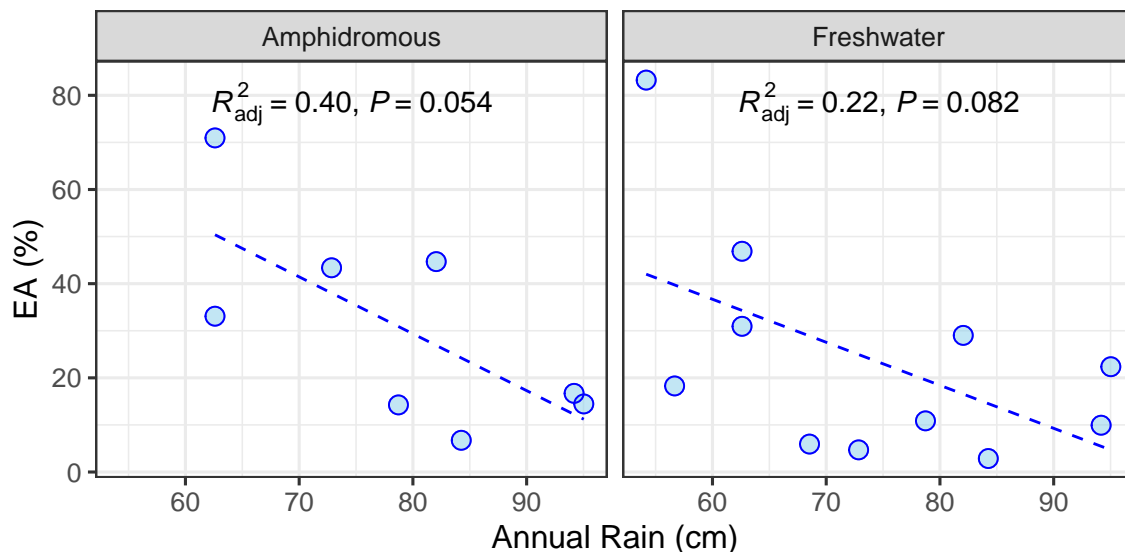 Amphidromous
Freshwater
R²adj = 0.40, P = 0.054
R²adj = 0.22, P = 0.082
EA (%)
80
60
40
20
0
60 70 80 90
60 70 80 90
Annual Rain (cm)